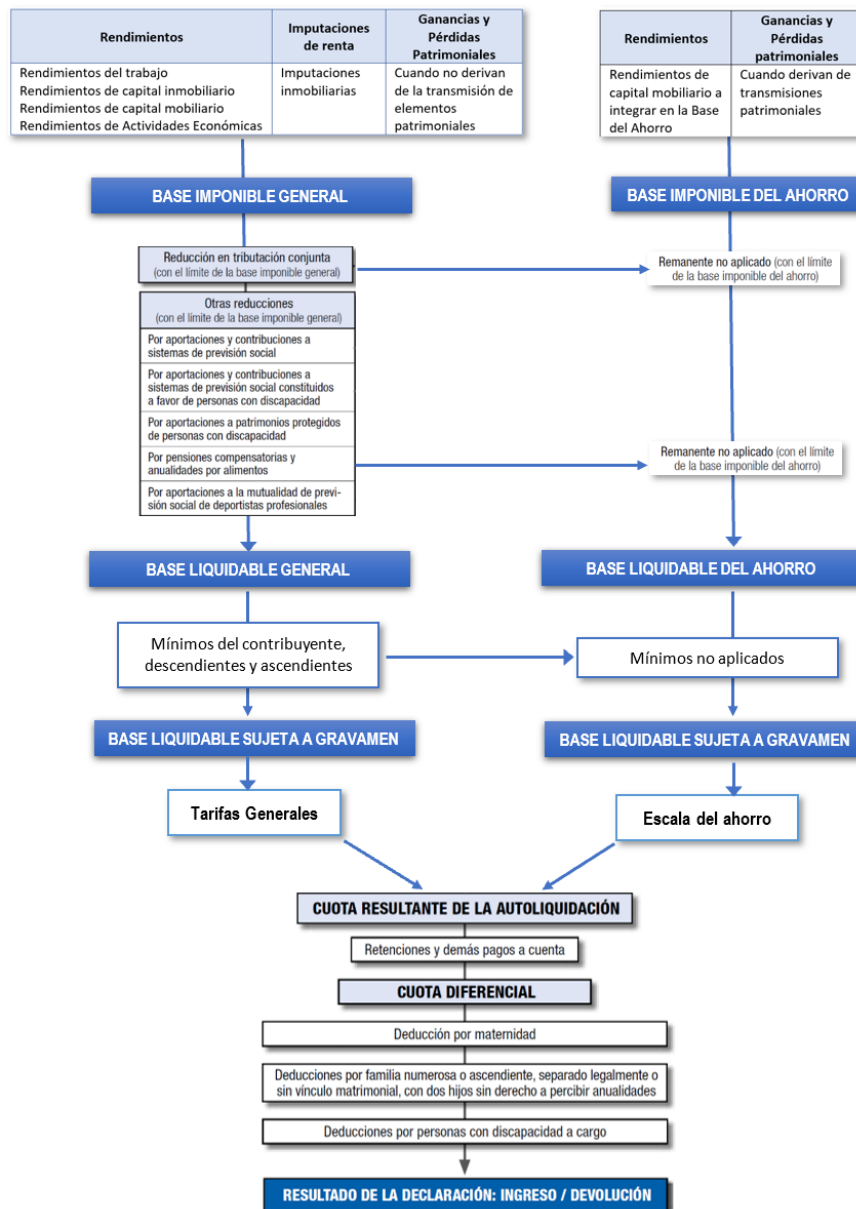 Rendimientos
Imputaciones
de renta
Ganancias y
Pérdidas
Patrimoniales
Rendimientos del trabajo
Rendimientos de capital inmobiliario
Rendimientos de capital mobiliario
Rendimientos de Actividades Económicas
Imputaciones
inmobiliarias
Cuando no derivan
de la transmisión de
elementos
patrimoniales
Rendimientos
Ganancias y
Pérdidas
patrimoniales
Rendimientos de
capital mobiliario a
integrar en la Base
del Ahorro
Cuando derivan de
transmisiones
patrimoniales
BASE IMPONIBLE GENERAL
BASE IMPONIBLE DEL AHORRO
Reducción en tributación conjunta
(con el límite de la base imponible general)
Remanente no aplicado (con el límite
de la base imponible del ahorro)
Otras reducciones
(con el límite de la base imponible general)
Por aportaciones y contribuciones a
sistemas de previsión social
Por aportaciones y contribuciones a
sistemas de previsión social constituidos
a favor de personas con discapacidad
Por aportaciones a patrimonios protegidos
de personas con discapacidad
Por pensiones compensatorias y
anualidades por alimentos
Remanente no aplicado (con el límite
de la base imponible del ahorro)
Por aportaciones a la mutualidad de previ-
sión social de deportistas profesionales
BASE LIQUIDABLE GENERAL
BASE LIQUIDABLE DEL AHORRO
Mínimos del contribuyente,
descendientes y ascendientes
Mínimos no aplicados
BASE LIQUIDABLE SUJETA A GRAVAMEN
BASE LIQUIDABLE SUJETA A GRAVAMEN
Tarifas Generales
Escala del ahorro
CUOTA RESULTANTE DE LA AUTOLIQUIDACIÓN
Retenciones y demás pagos a cuenta
CUOTA DIFERENCIAL
Deducción por maternidad
Deducciones por familia numerosa o ascendiente, separado legalmente o
sin vínculo matrimonial, con dos hijos sin derecho a percibir anualidades
Deducciones por personas con discapacidad a cargo
RESULTADO DE LA DECLARACIÓN: INGRESO / DEVOLUCIÓN